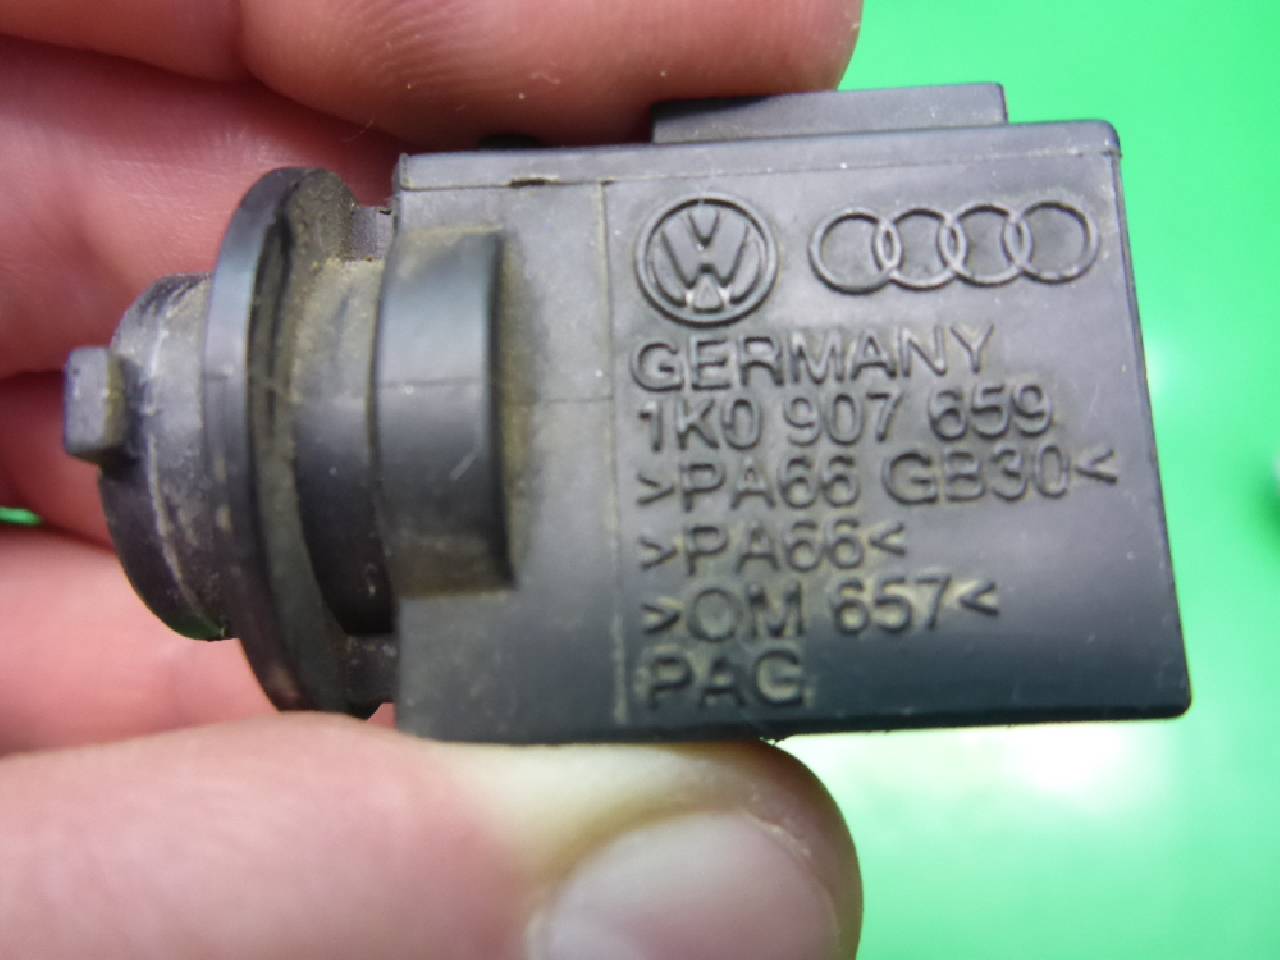 GERMANY
1K0 907 659
>PA66 GB30<
>PA66<
>OM 657<
PAG